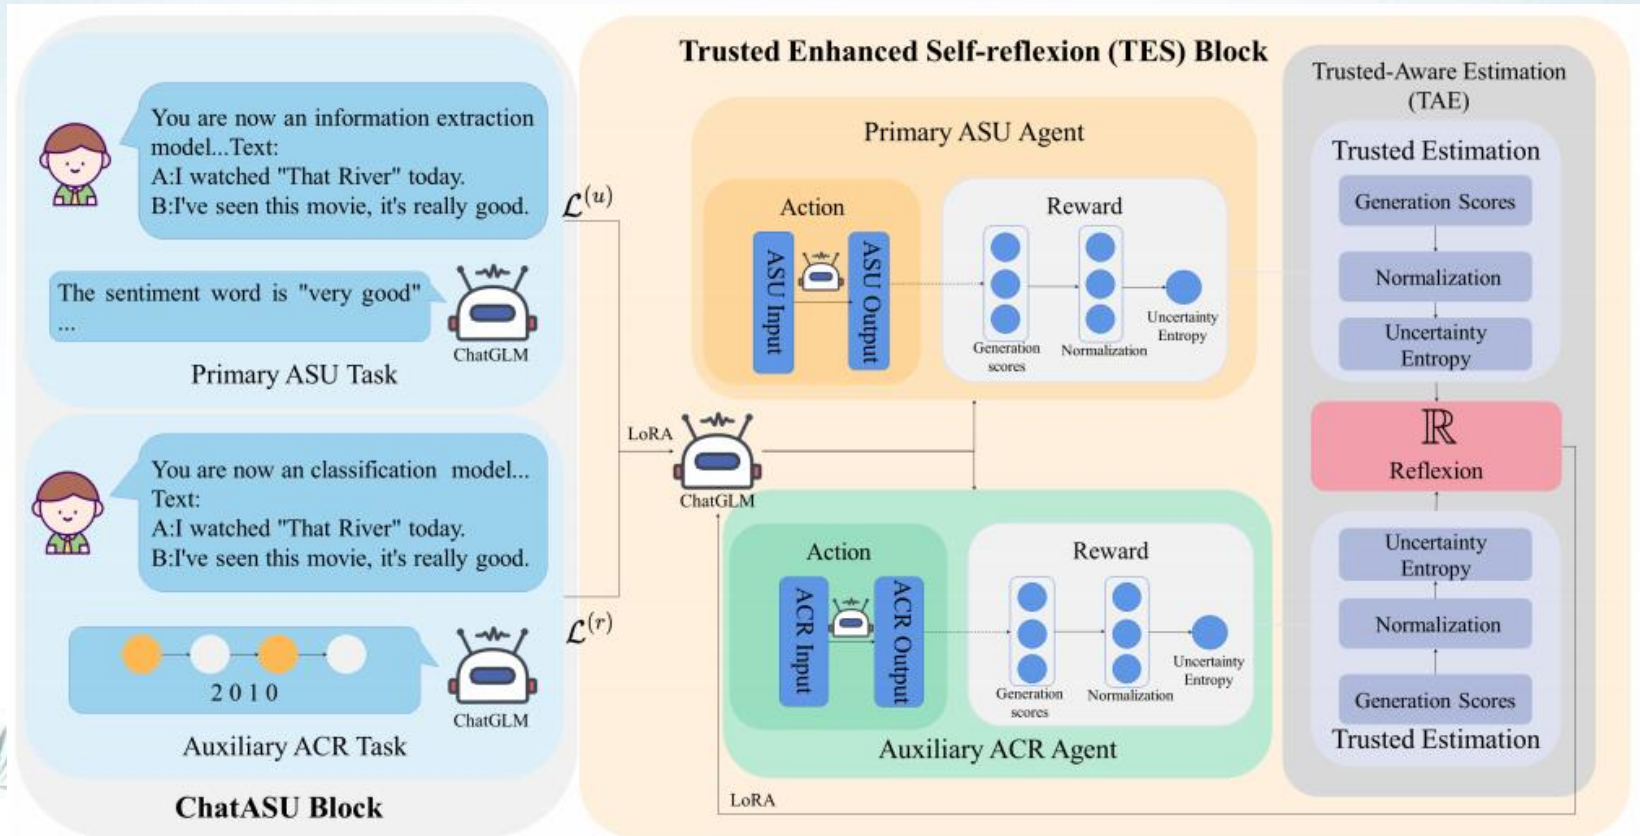 Trusted Enhanced Self-reflexion (TES) Block
You are now an information extraction
model...Text:
A:I watched "That River" today.
B:I've seen this movie, it's really good.
The sentiment word is "very good"
...
ChatGLM
Primary ASU Task
You are now an classification model...
Text:
A:I watched "That River" today.
B:I've seen this movie, it's really good.
2 0 1 0
ChatGLM
Auxiliary ACR Task
ChatASU Block
ℒ(u)
ℒ(r)
LoRA
ChatGLM
Primary ASU Agent
Action
ASU Input
ASU Output
Reward
Generation
scores
Normalization
Uncertainty
Entropy
Action
ACR Input
ACR Output
Reward
Generation
scores
Normalization
Uncertainty
Entropy
Auxiliary ACR Agent
LoRA
Trusted-Aware Estimation
(TAE)
Trusted Estimation
Generation Scores
Normalization
Uncertainty
Entropy
ℝ
Reflexion
Uncertainty
Entropy
Normalization
Generation Scores
Trusted Estimation